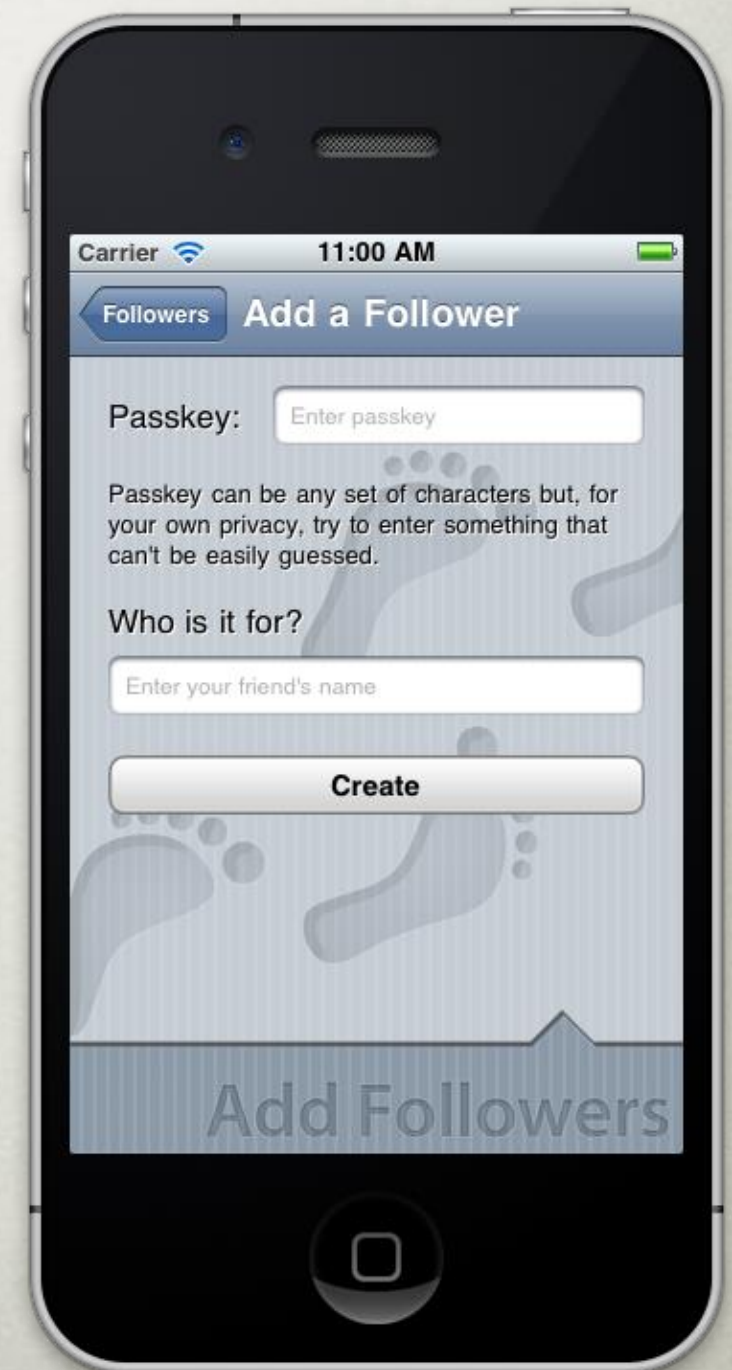 Carrier 11:00 AM
Followers Add a Follower
Passkey: Enter passkey
Passkey can be any set of characters but, for
your own privacy, try to enter something that
can't be easily guessed.
Who is it for?
Enter your friend's name
Create
Add Followers